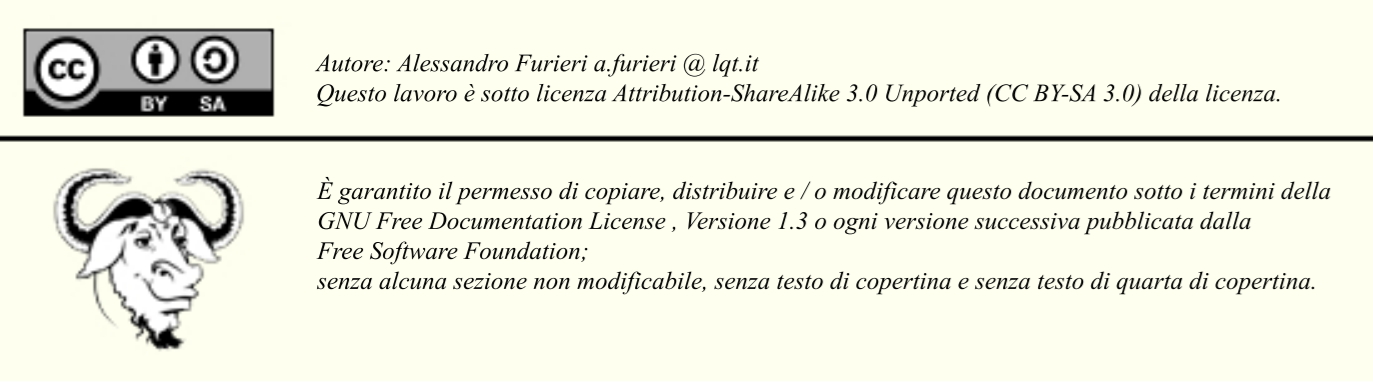 cc
BY SA
Autore: Alessandro Furieri a.furieri @ lqt.it
Questo lavoro è sotto licenza Attribution-ShareAlike 3.0 Unported (CC BY-SA 3.0) della licenza.
È garantito il permesso di copiare, distribuire e / o modificare questo documento sotto i termini della
GNU Free Documentation License , Versione 1.3 o ogni versione successiva pubblicata dalla
Free Software Foundation;
senza alcuna sezione non modificabile, senza testo di copertina e senza testo di quarta di copertina.